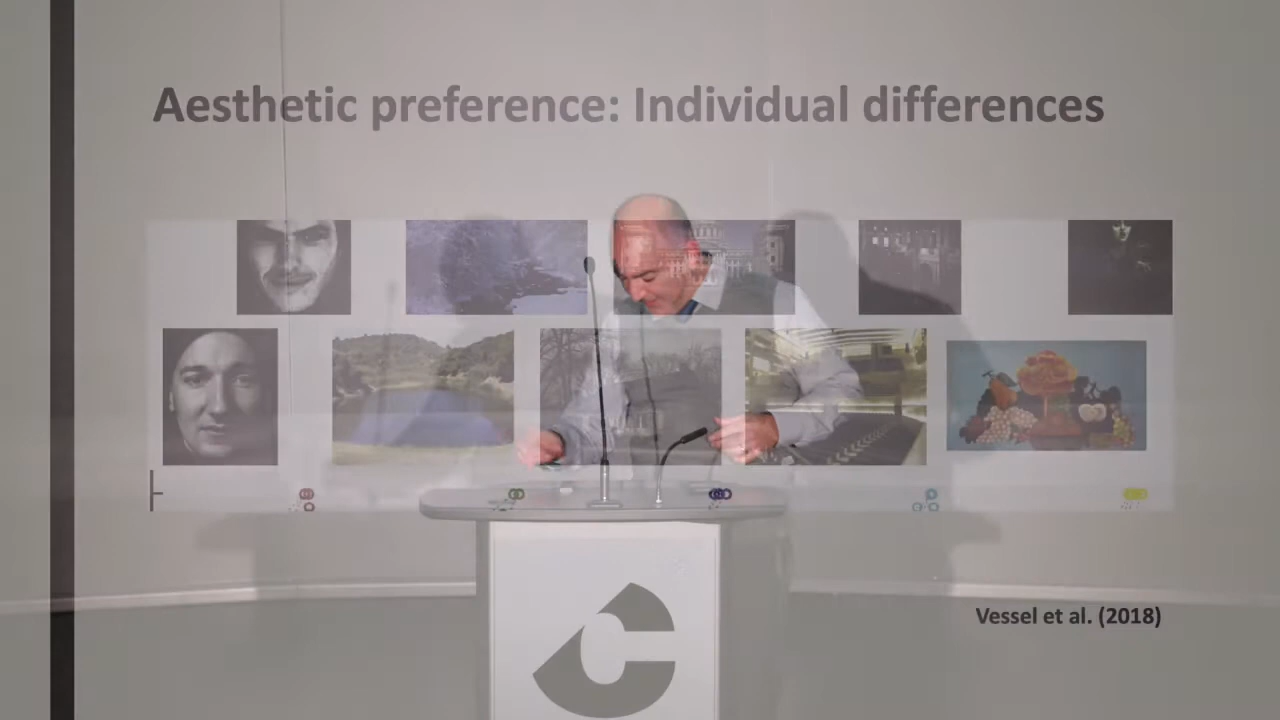 Aesthetic preference: Individual differences
Vessel et al. (2018)